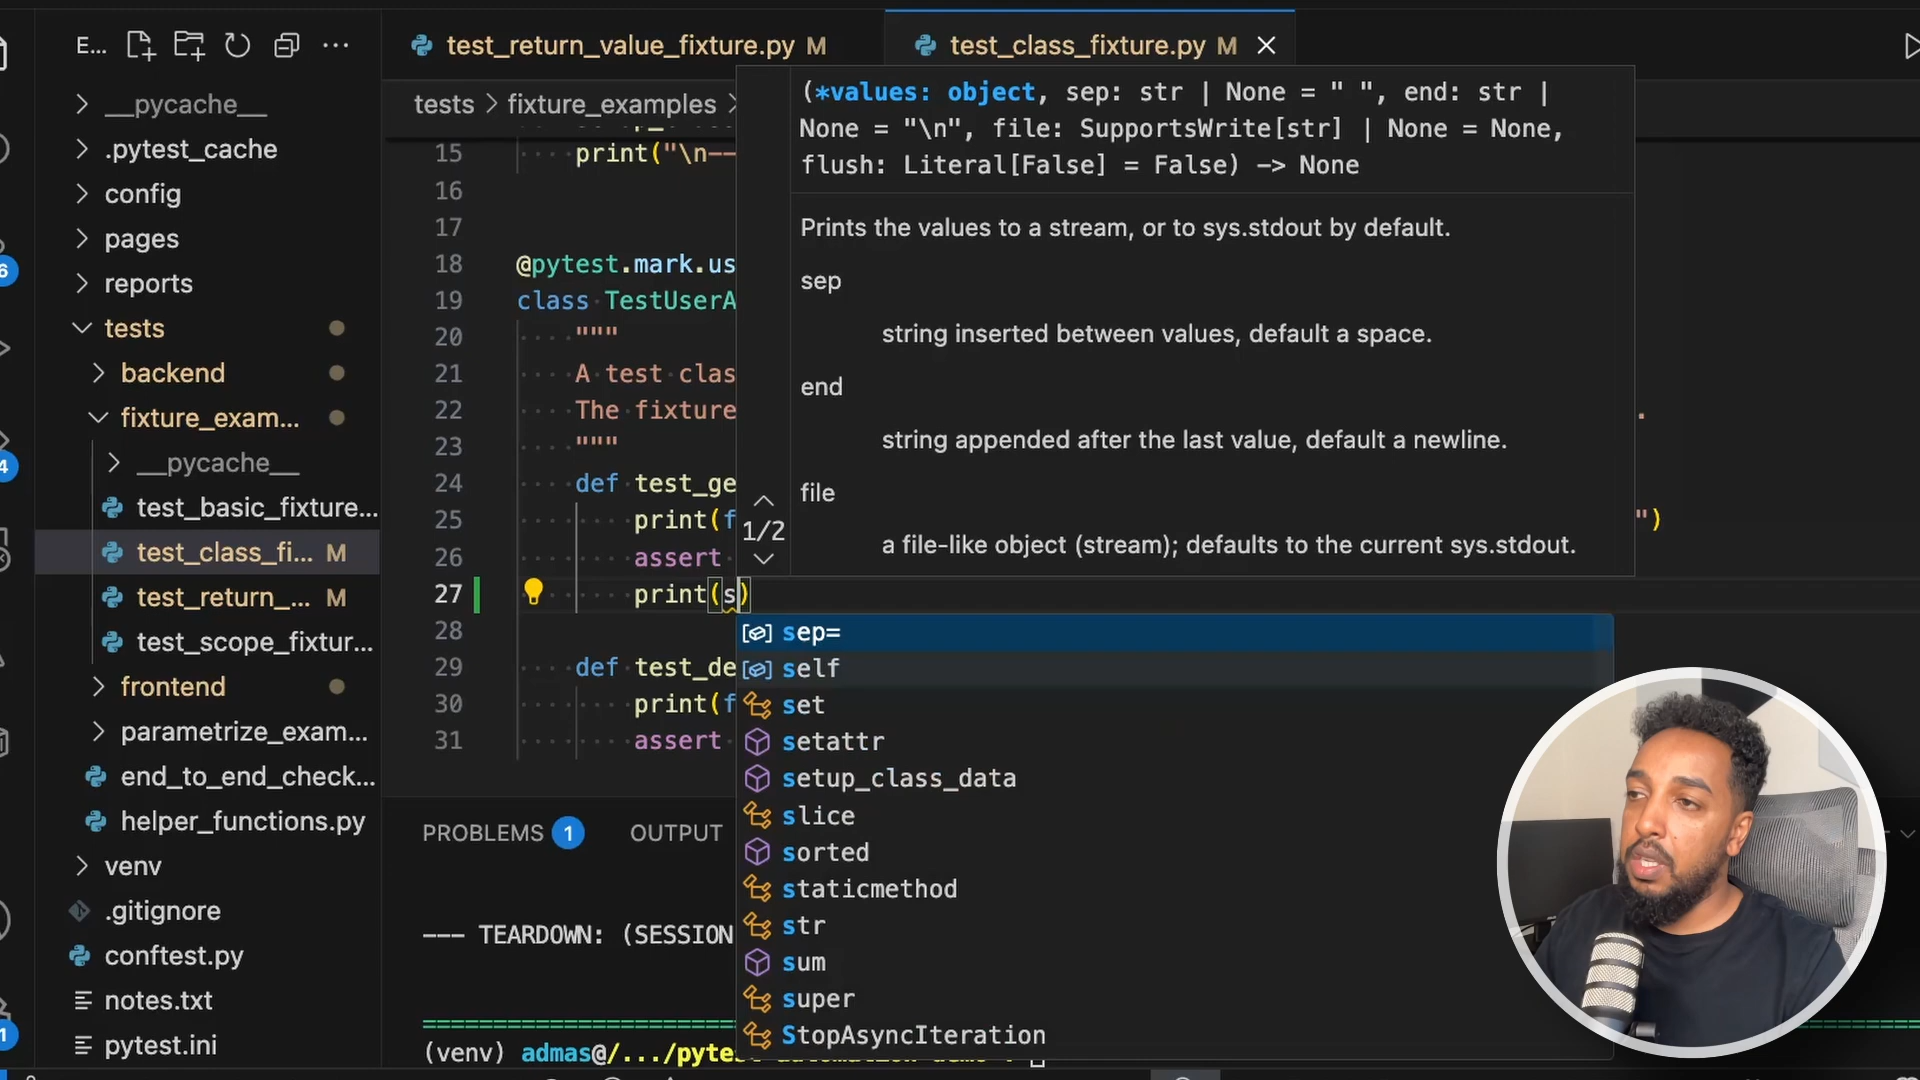 E...
test_return_value_fixture.py M
test_class_fixture.py M
__pycache__
.pytest_cache
config
pages
reports
tests
backend
fixture_exam...
__pycache__
test_basic_fixture...
test_class_fi... M
test_return_... M
test_scope_fixtur...
frontend
parametrize_exam...
end_to_end_check...
helper_functions.py
venv
.gitignore
conftest.py
notes.txt
pytest.ini
6
4
1
tests > fixture_examples >
15 print("\n--
16
17
18 @pytest.mark.us
19 class TestUserA
20 """
21 A test clas
22 The fixture
23 """
24 def test_ge
25 print(f
26 assert
27 print(s)
28
29 def test_de
30 print(f
31 assert
.
")
(*values: object, sep: str | None = " ", end: str |
None = "\n", file: SupportsWrite[str] | None = None,
flush: Literal[False] = False) -> None
Prints the values to a stream, or to sys.stdout by default.
sep
string inserted between values, default a space.
end
string appended after the last value, default a newline.
file
a file-like object (stream); defaults to the current sys.stdout.
1/2
sep=
self
set
setattr
setup_class_data
slice
sorted
staticmethod
str
sum
super
StopAsyncIteration
PROBLEMS 1 OUTPUT
--- TEARDOWN: (SESSION
(venv) admas@/.../pyte